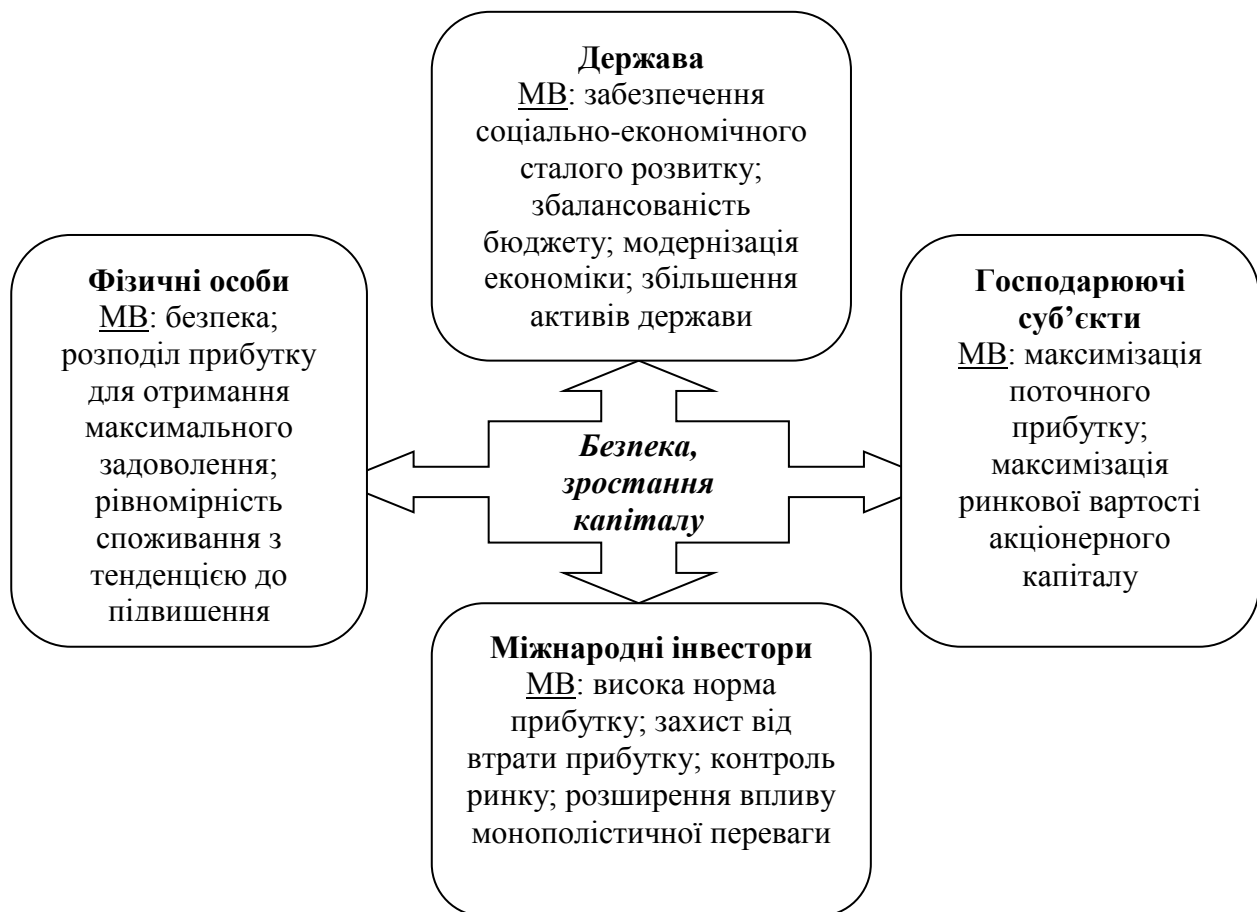 Держава
МВ: забезпечення
соціально-економічного
сталого розвитку;
збалансованість
бюджету; модернізація
економіки; збільшення
активів держави
Фізичні особи
МВ: безпека;
розподіл прибутку
для отримання
максимального
задоволення;
рівномірність
споживання з
тенденцією до
підвищення
Безпека,
зростання
капіталу
Господарюючі
суб’єкти
МВ: максимізація
поточного
прибутку;
максимізація
ринкової вартості
акціонерного
капіталу
Міжнародні інвестори
МВ: висока норма
прибутку; захист від
втрати прибутку; контроль
ринку; розширення впливу
монополістичної переваги